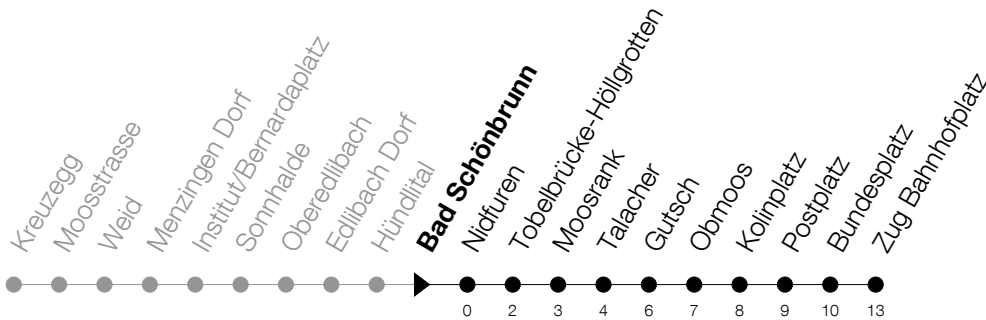 Kreuzegg
Moosstrasse
Weid
Menzingen Dorf
Institut/Bernardaplatz
Sonnhalde
Oberedlibach
Edlibach Dorf
Hündlital
Bad Schönbrunn
Nidfuren
Tobelbrücke-Höllgrotten
Moosrank
Talacher
Gutsch
Obmoos
Kolinplatz
Postplatz
Bundesplatz
Zug Bahnhofplatz
0 2 3 4 6 7 8 9 10 13